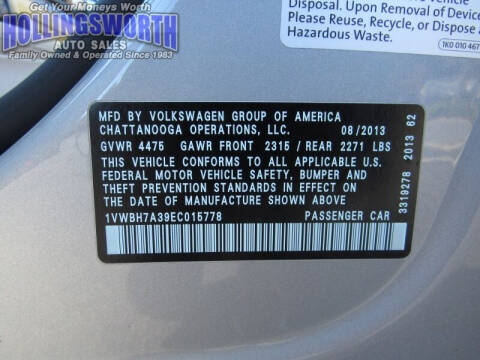 Get Your Moneys Worth
HOLLINGSWORTH
AUTO SALES
Family Owned & Operated Since 1983
Disposal. Upon Removal of Device
Please Reuse, Recycle, or Dispose
Hazardous Waste.
1K0 010 467
MFD BY VOLKSWAGEN GROUP OF AMERICA
CHATTANOOGA OPERATIONS, LLC. 08/2013
GVWR 4475 GAWR FRONT 2315 / REAR 2271 LBS
THIS VEHICLE CONFORMS TO ALL APPLICABLE U.S.
FEDERAL MOTOR VEHICLE SAFETY, BUMPER AND
THEFT PREVENTION STANDARDS IN EFFECT ON
THE DATE OF MANUFACTURE SHOWN ABOVE
1VWBH7A39EC015778 PASSENGER CAR
3319278 2013 62